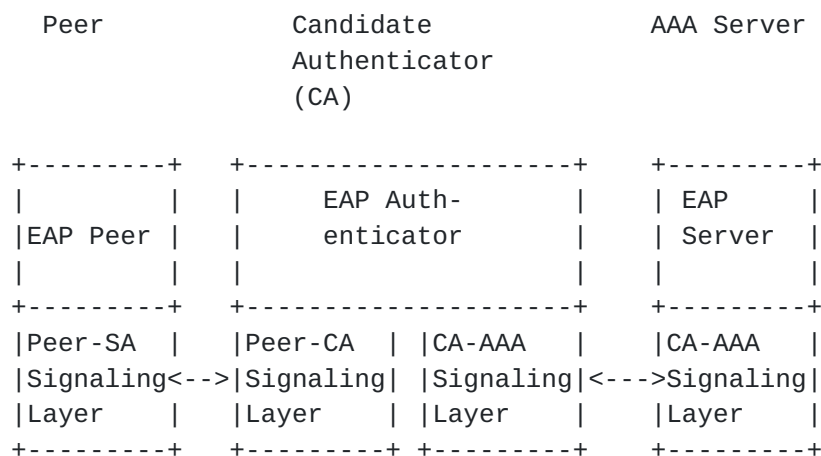 Peer            Candidate              AAA Server
                  Authenticator
                  (CA)

+---------+   +---------------------+    +---------+
|         |   |     EAP Auth-       |    | EAP     |
|EAP Peer |   |     enticator       |    | Server  |
|         |   |                     |    |         |
+---------+   +---------------------+    +---------+
|Peer-SA  |   |Peer-CA  | |CA-AAA   |    |CA-AAA   |
|Signaling<-->|Signaling| |Signaling|<--->Signaling|
|Layer    |   |Layer    | |Layer    |    |Layer    |
+---------+   +---------+ +---------+    +---------+